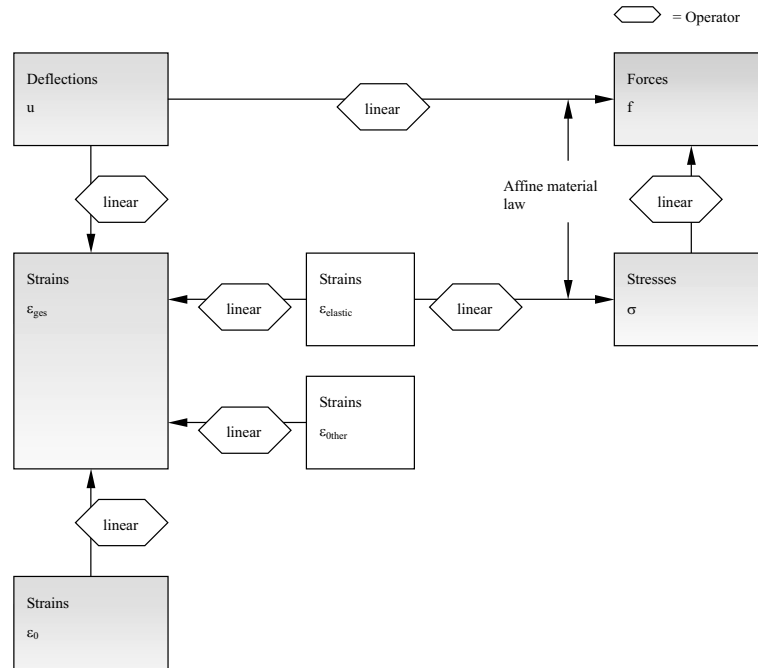 = Operator
Deflections
u
linear
Forces
f
linear
Affine material
law
linear
Strains
εges
linear
Strains
εelastic
linear
Stresses
σ
linear
Strains
ε0ther
linear
Strains
ε0